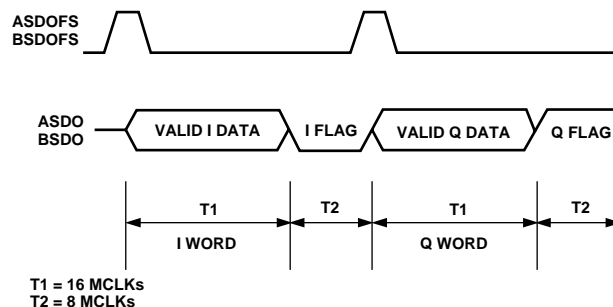 ASDOFS
BSDOFS
ASDO
BSDO
VALID I DATA
I FLAG
VALID Q DATA
Q FLAG
T1
T2
T1
T2
I WORD
Q WORD
T1 = 16 MCLKs
T2 = 8 MCLKs